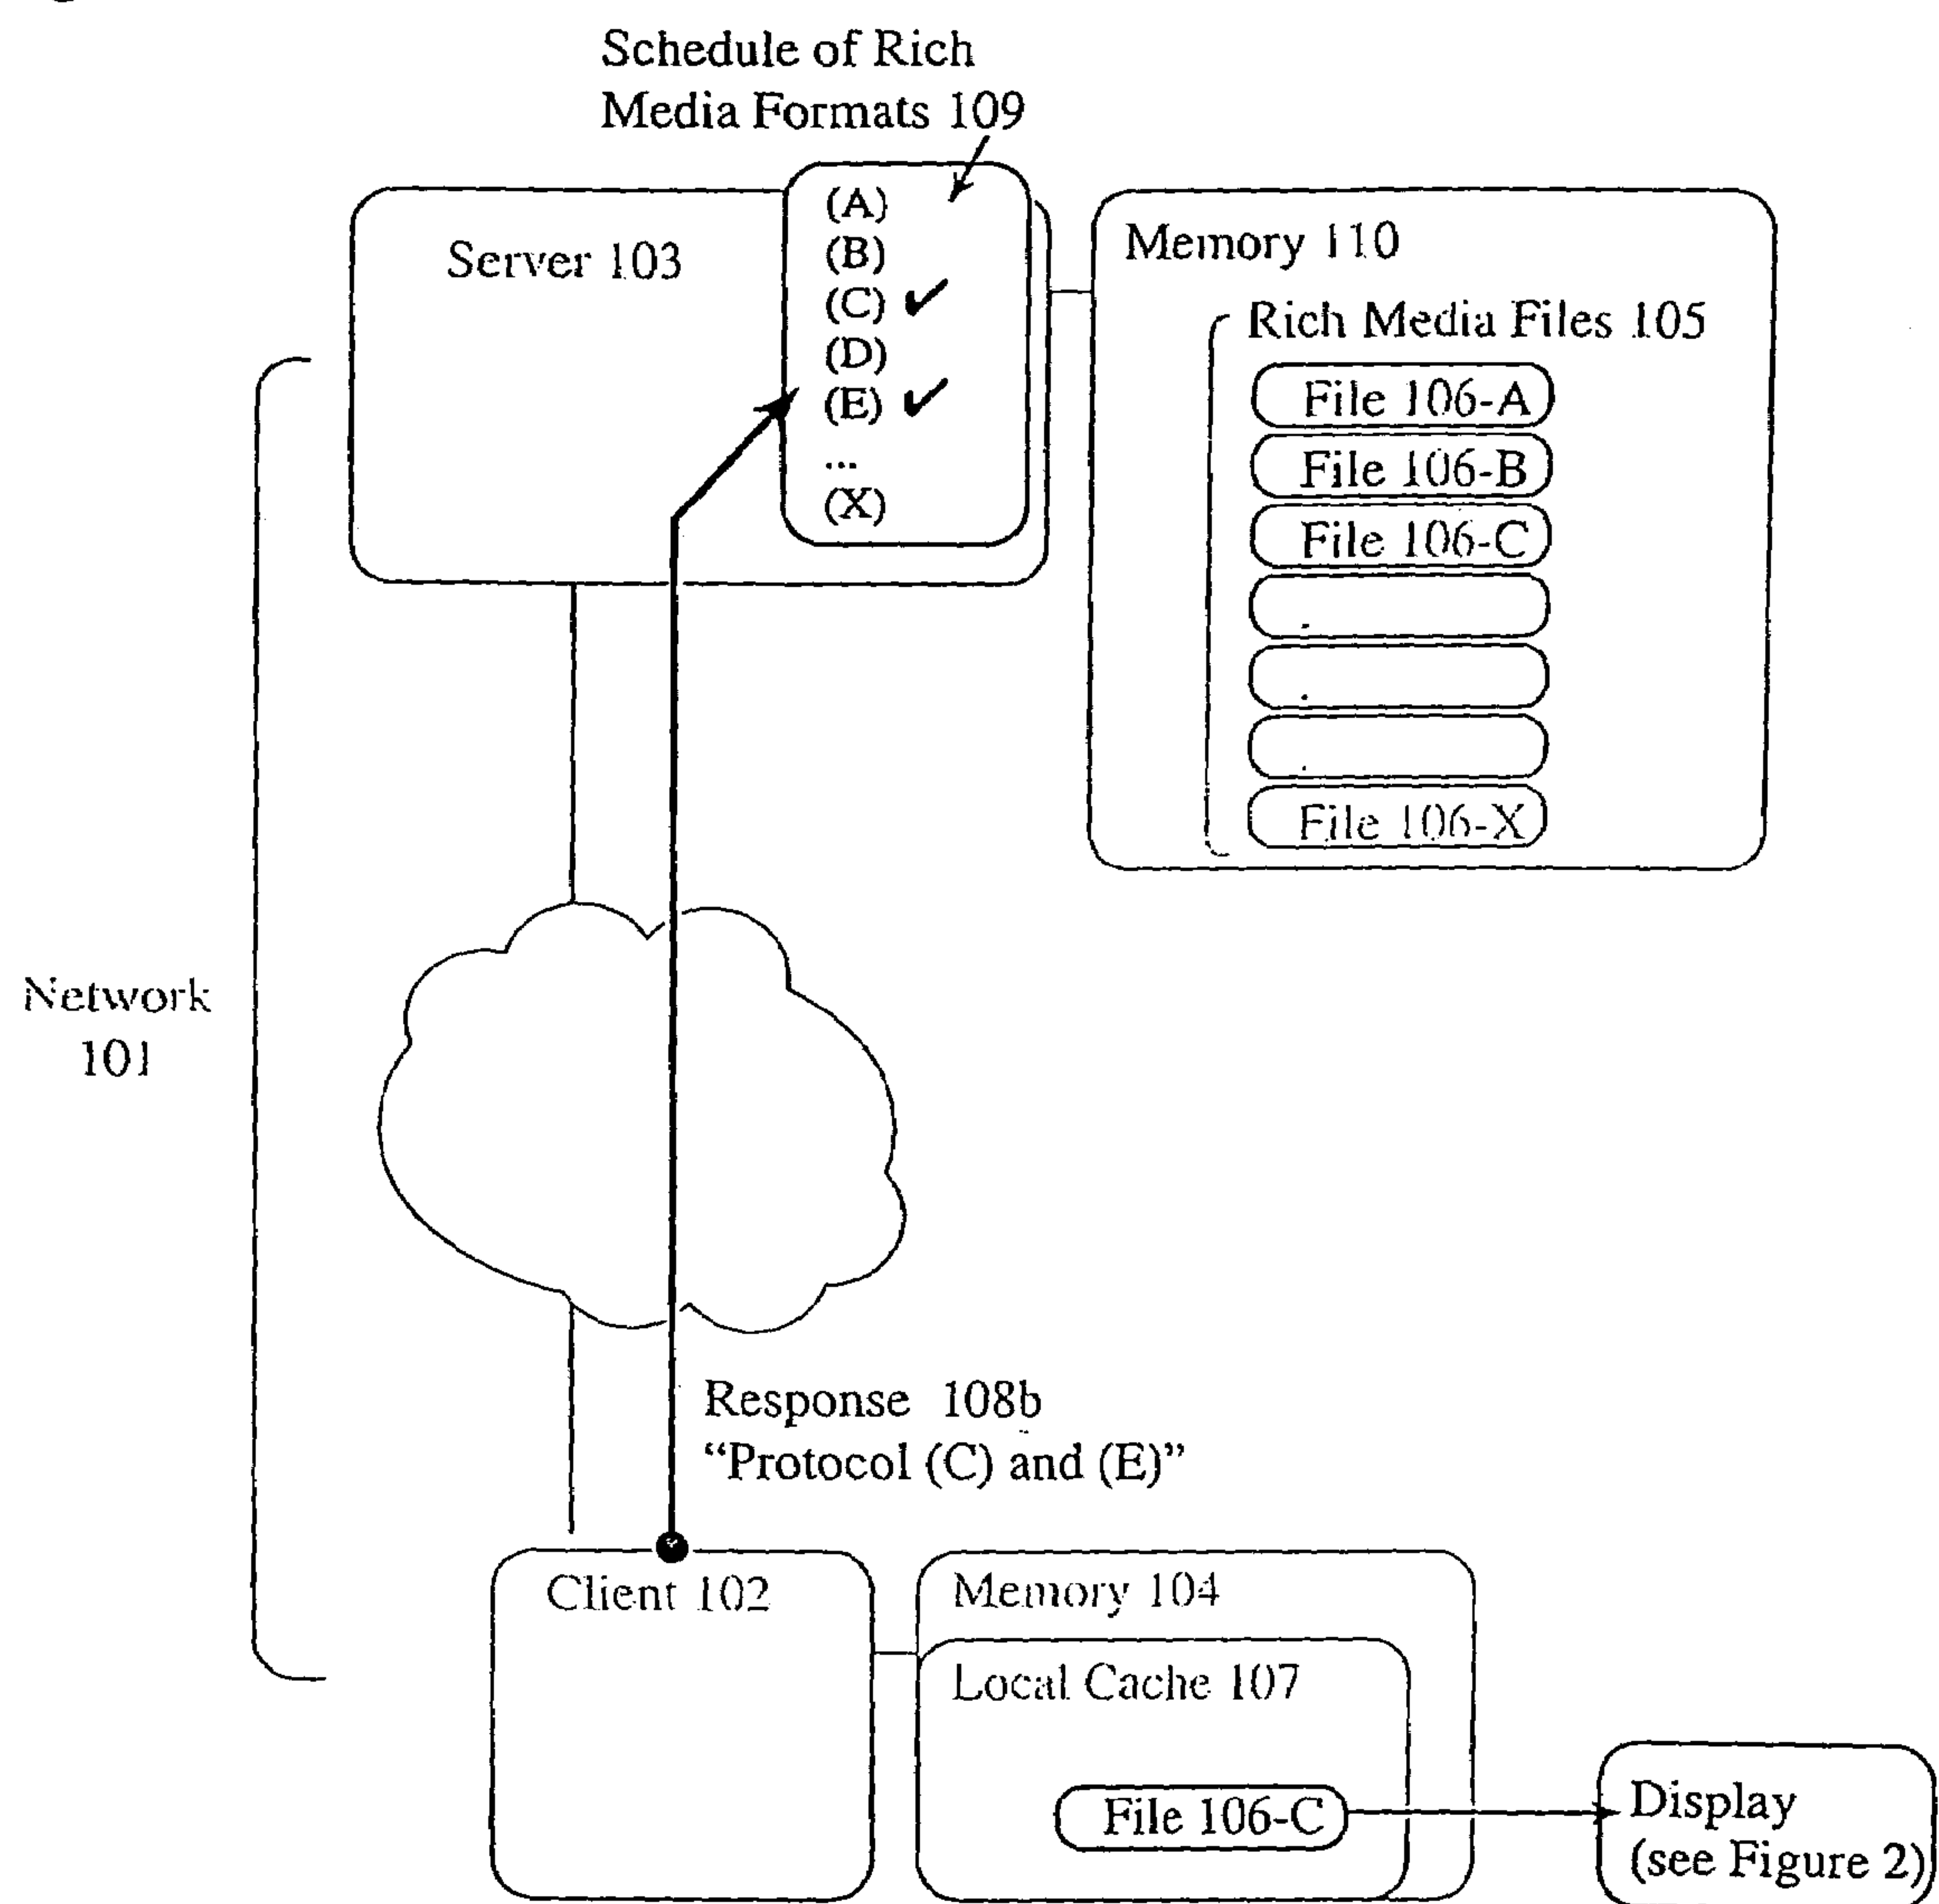 Schedule of Rich
Media Formats 109
Server 103
(A)
(B)
(C) ✔
(D)
(E) ✔
...
(X)
Memory 110
Rich Media Files 105
File 106-A
File 106-B
File 106-C
.
.
.
File 106-X
Network
101
Response 108b
“Protocol (C) and (E)”
Client 102
Memory 104
Local Cache 107
File 106-C
Display
(see Figure 2)